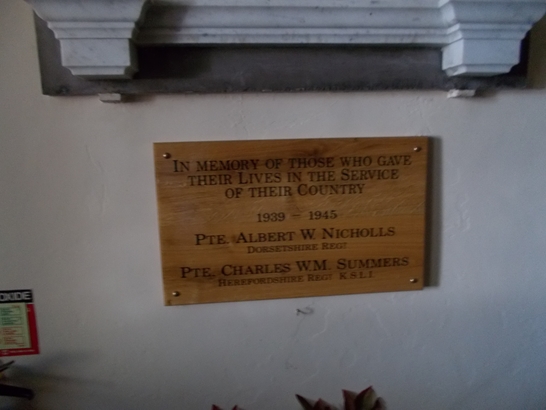 IN MEMORY OF THOSE WHO GAVE
THEIR LIVES IN THE SERVICE
OF THEIR COUNTRY
1939 - 1945
PTE. ALBERT W. NICHOLLS
DORSETSHIRE REGT
PTE. CHARLES WM. SUMMERS
HEREFORDSHIRE REGT K S L I